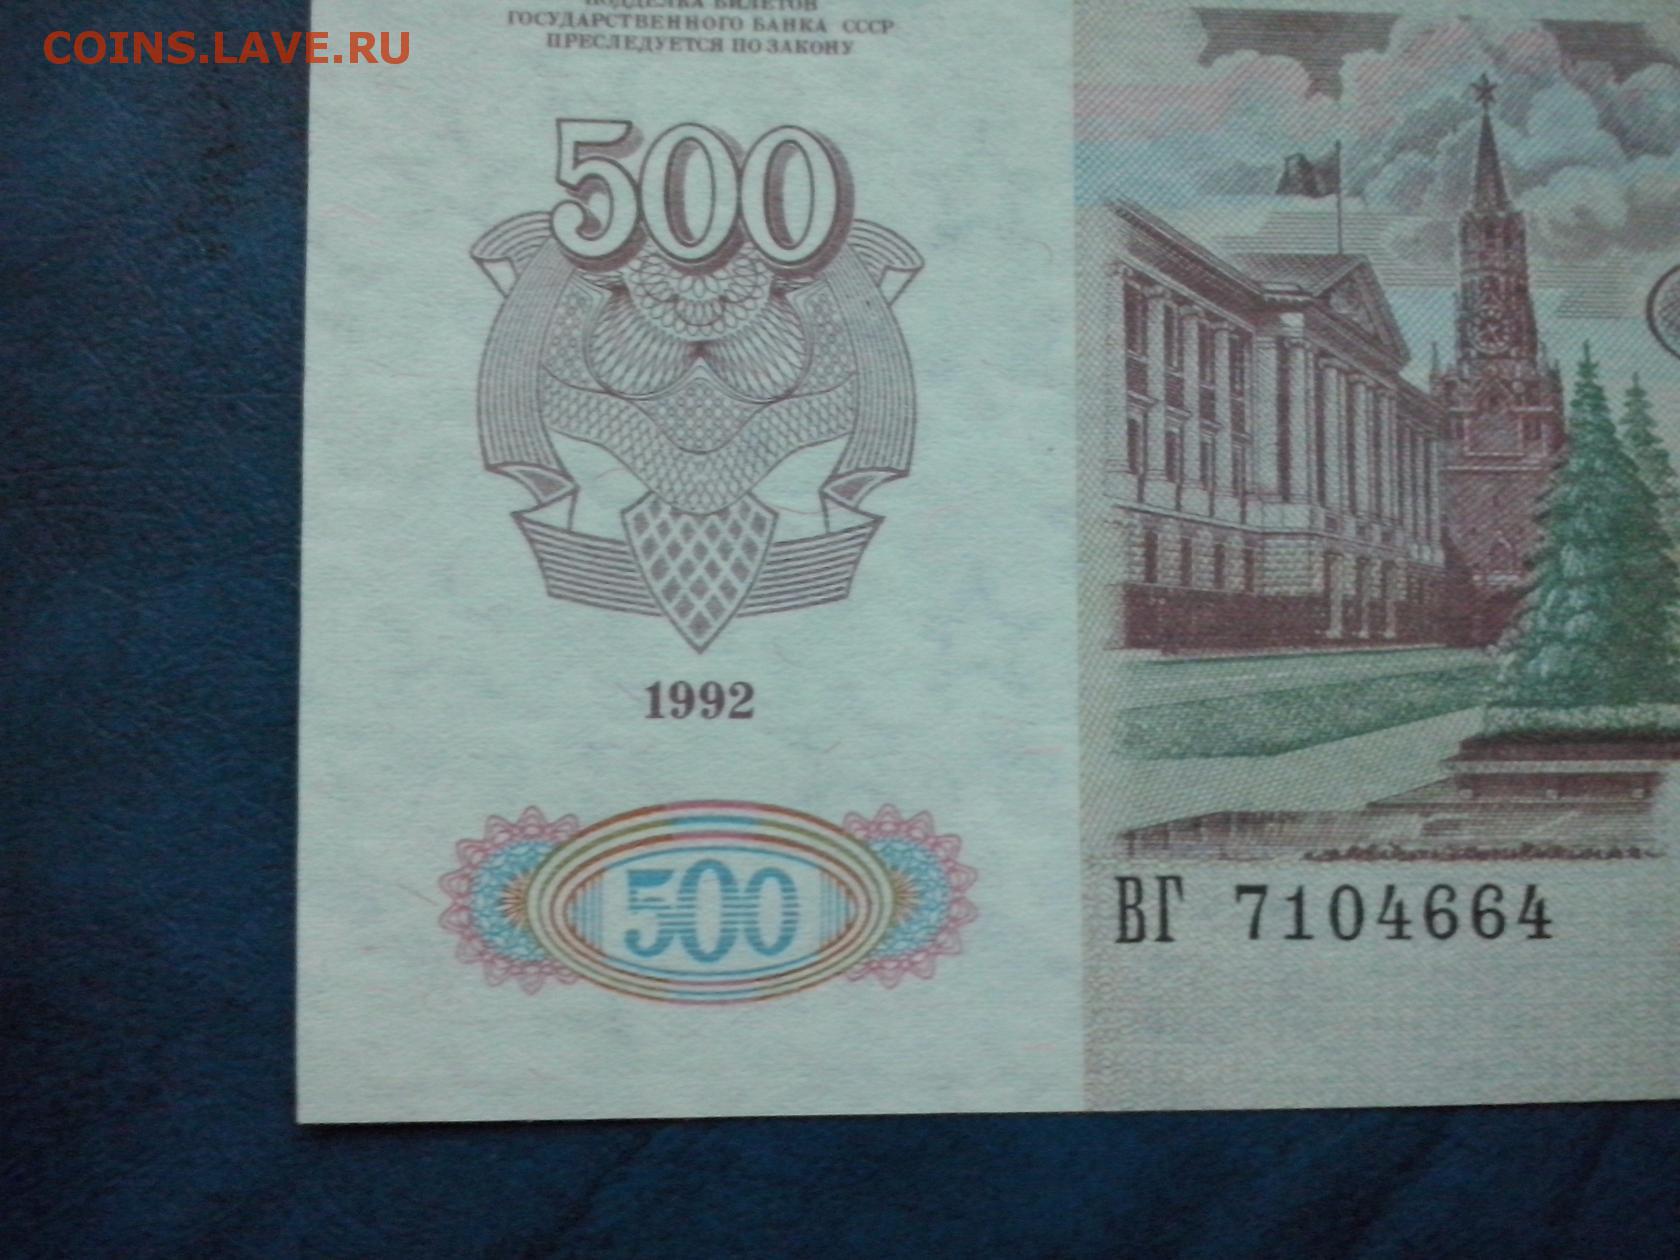 COINS.LAVE.RU
ПОДДЕЛКА БИЛЕТОВ
ГОСУДАРСТВЕННОГО БАНКА СССР
ПРЕСЛЕДУЕТСЯ ПО ЗАКОНУ
500
1992
500
ВГ 7104664